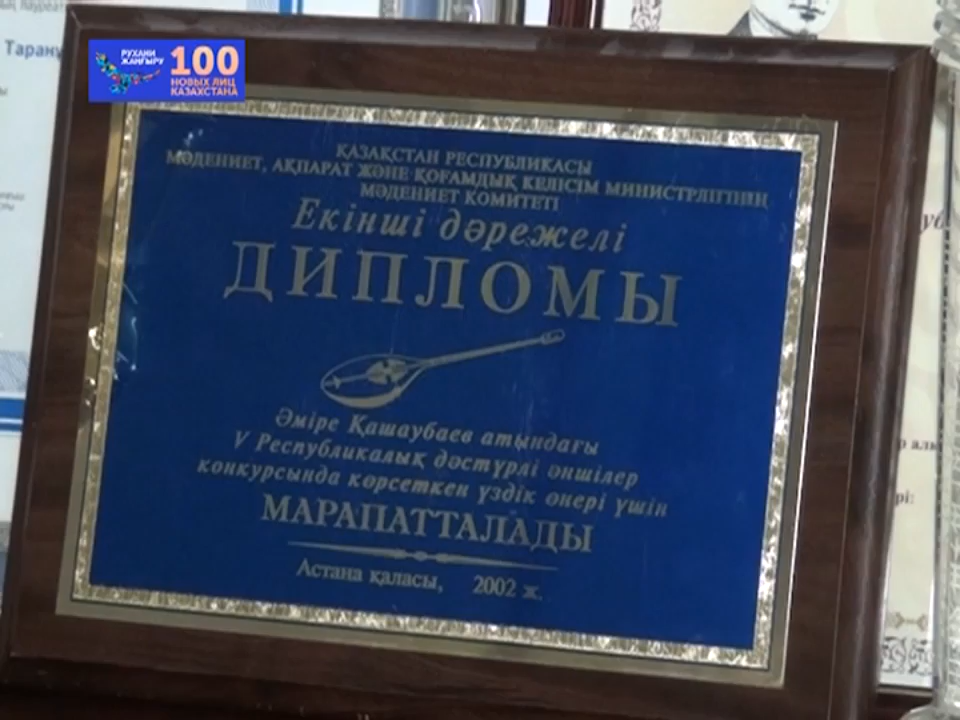 Таран
РУХАНИ
ЖАҢҒЫРУ
100
НОВЫХ ЛИЦ
КАЗАХСТАНА
ҚАЗАҚСТАН РЕСПУБЛИКАСЫ
МӘДЕНИЕТ, АҚПАРАТ ЖӘНЕ ҚОҒАМДЫҚ КЕЛІСІМ МИНИСТРЛІГІНІҢ
МӘДЕНИЕТ КОМИТЕТІ
Екінші дәрежелі
ДИПЛОМЫ
Әміре Қашаубаев атындағы
V Республикалық дәстүрлі әншілер
конкурсында көрсеткен үздік өнері үшін
МАРАПАТТАЛАДЫ
Астана қаласы, 2002 ж.